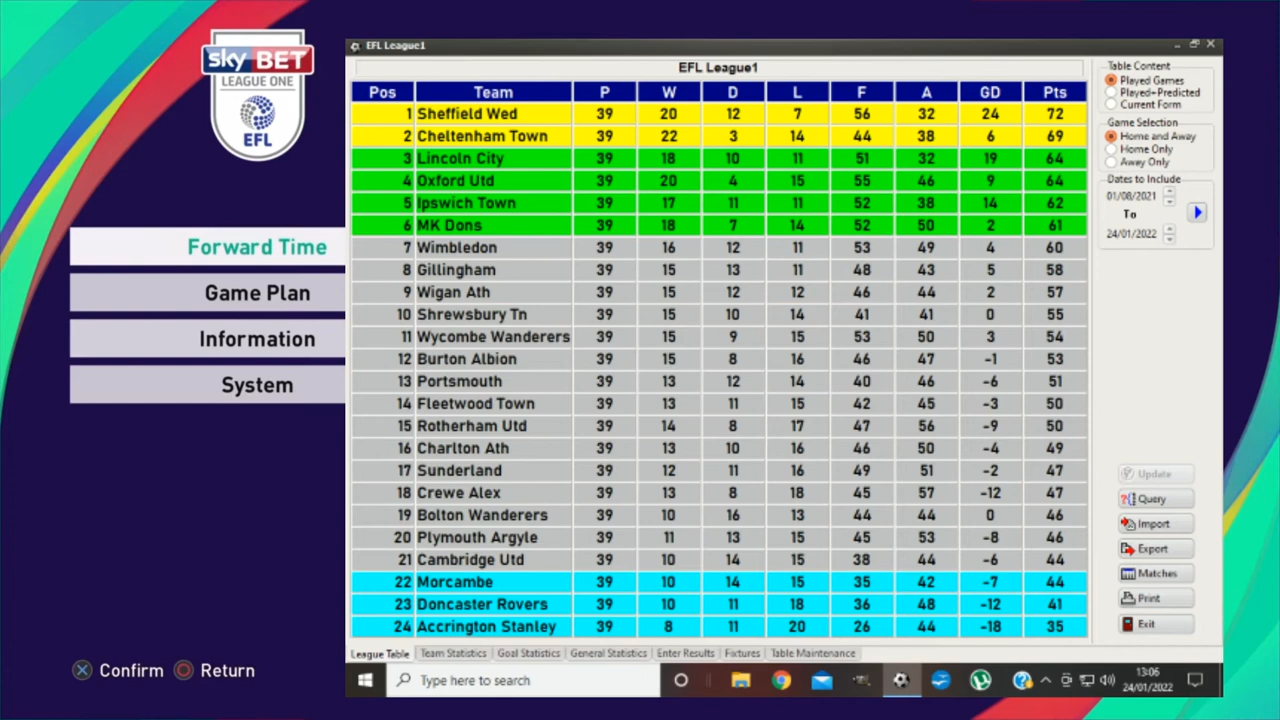 sky BET
LEAGUE ONE
EFL
Forward Time
Game Plan
Information
System
Confirm Return
EFL League1
EFL League1
Pos Team P W D L F A GD Pts
1 Sheffield Wed 39 20 12 7 56 32 24 72
2 Cheltenham Town 39 22 3 14 44 38 6 69
3 Lincoln City 39 18 10 11 51 32 19 64
4 Oxford Utd 39 20 4 15 55 46 9 64
5 Ipswich Town 39 17 11 11 52 38 14 62
6 MK Dons 39 18 7 14 52 50 2 61
7 Wimbledon 39 16 12 11 53 49 4 60
8 Gillingham 39 15 13 11 48 43 5 58
9 Wigan Ath 39 15 12 12 46 44 2 57
10 Shrewsbury Tn 39 15 10 14 41 41 0 55
11 Wycombe Wanderers 39 15 9 15 53 50 3 54
12 Burton Albion 39 15 8 16 46 47 -1 53
13 Portsmouth 39 13 12 14 40 46 -6 51
14 Fleetwood Town 39 13 11 15 42 45 -3 50
15 Rotherham Utd 39 14 8 17 47 56 -9 50
16 Charlton Ath 39 13 10 16 46 50 -4 49
17 Sunderland 39 12 11 16 49 51 -2 47
18 Crewe Alex 39 13 8 18 45 57 -12 47
19 Bolton Wanderers 39 10 16 13 44 44 0 46
20 Plymouth Argyle 39 11 13 15 45 53 -8 46
21 Cambridge Utd 39 10 14 15 38 44 -6 44
22 Morcambe 39 10 14 15 35 42 -7 44
23 Doncaster Rovers 39 10 11 18 36 48 -12 41
24 Accrington Stanley 39 8 11 20 26 44 -18 35
Table Content
Played Games
Played+Predicted
Current Form
Game Selection
Home and Away
Home Only
Away Only
Dates to Include
01/08/2021
To
24/01/2022
Update
Query
Import
Export
Matches
Print
Exit
League Table Team Statistics Goal Statistics General Statistics Enter Results Fixtures Table Maintenance
Type here to search
13:06
24/01/2022